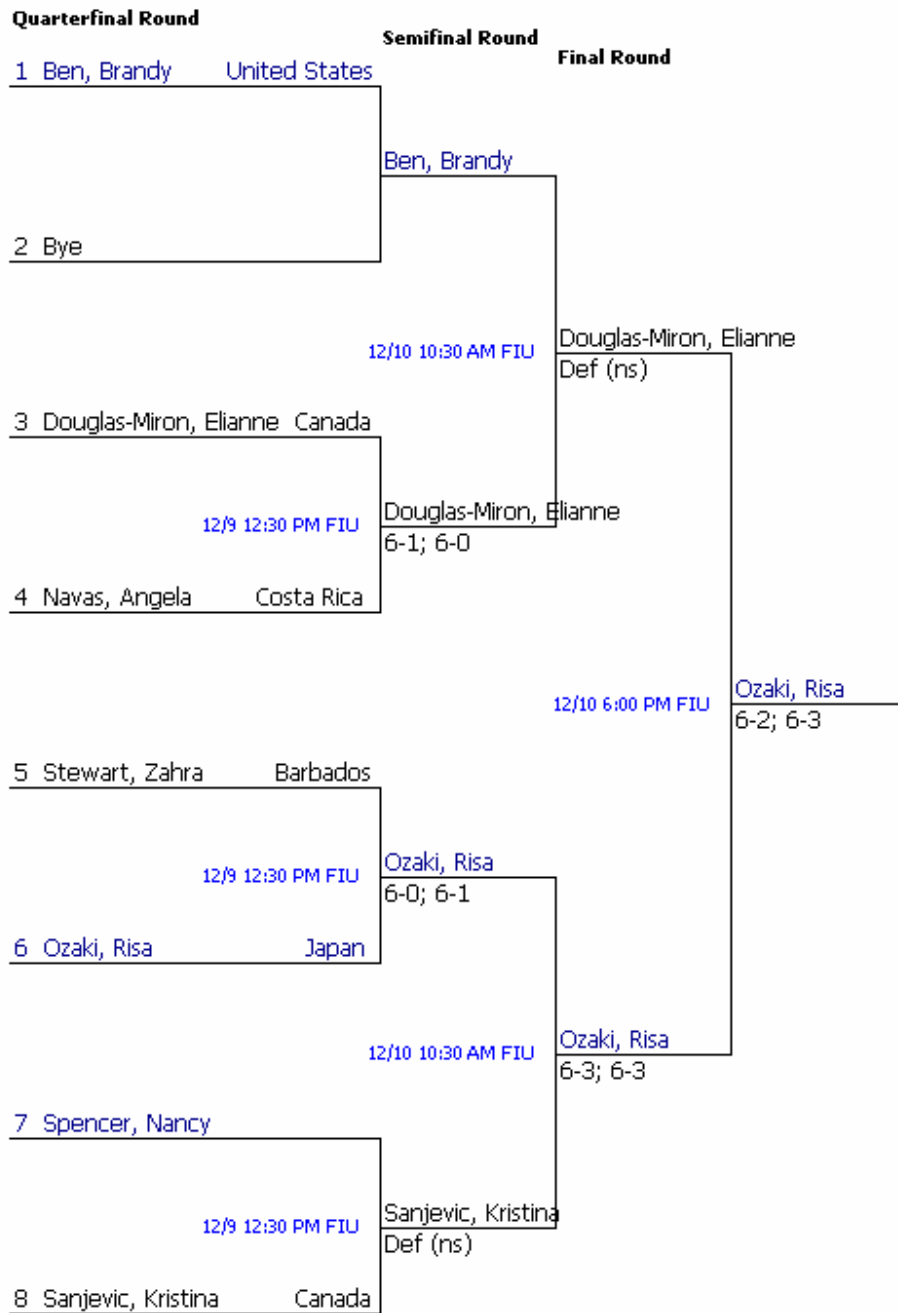 Quarterfinal Round
Semifinal Round
Final Round
1 Ben, Brandy United States
Ben, Brandy
2 Bye
12/10 10:30 AM FIU
Douglas-Miron, Elianne
Def (ns)
3 Douglas-Miron, Elianne Canada
12/9 12:30 PM FIU
Douglas-Miron, Elianne
6-1; 6-0
4 Navas, Angela Costa Rica
12/10 6:00 PM FIU
Ozaki, Risa
6-2; 6-3
5 Stewart, Zahra Barbados
12/9 12:30 PM FIU
Ozaki, Risa
6-0; 6-1
6 Ozaki, Risa Japan
12/10 10:30 AM FIU
Ozaki, Risa
6-3; 6-3
7 Spencer, Nancy
12/9 12:30 PM FIU
Sanjevic, Kristina
Def (ns)
8 Sanjevic, Kristina Canada